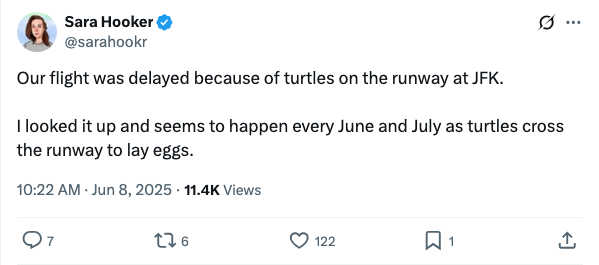 Sara Hooker
@sarahookr
Our flight was delayed because of turtles on the runway at JFK.
I looked it up and seems to happen every June and July as turtles cross
the runway to lay eggs.
10:22 AM · Jun 8, 2025 · 11.4K Views
7 6 122 1